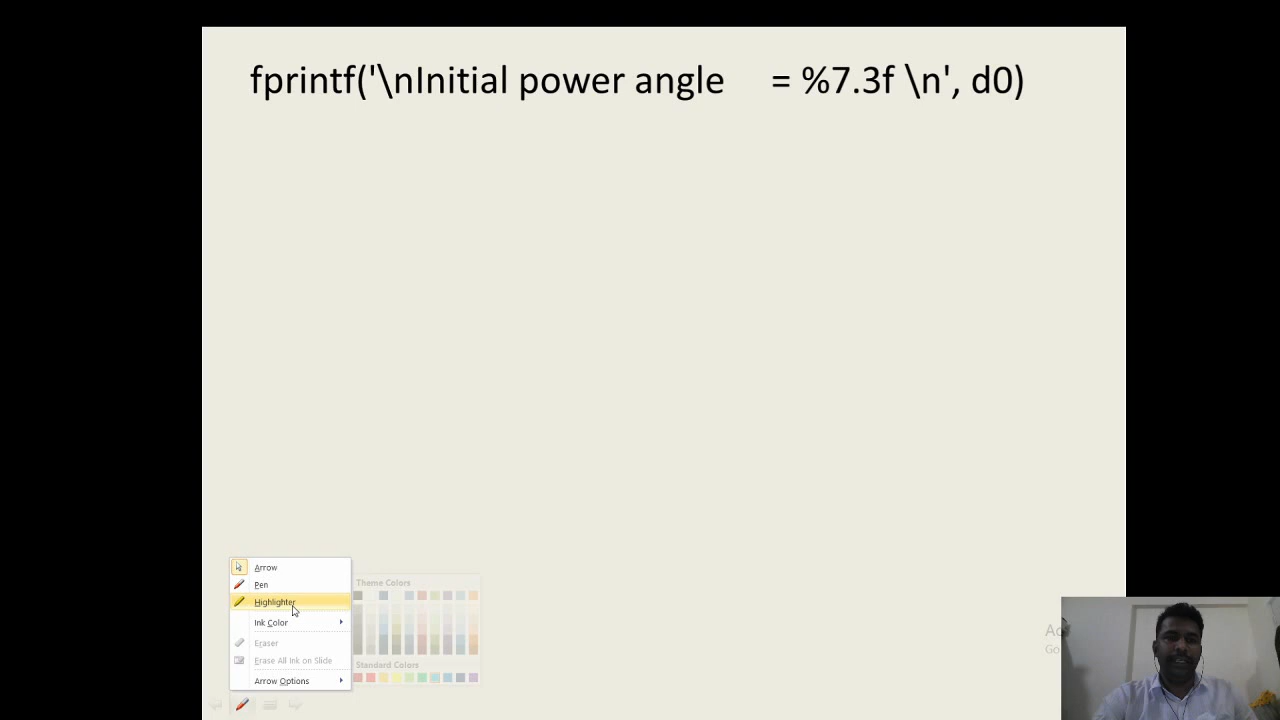 fprintf('\nInitial power angle     = %7.3f \n', d0)
Arrow
Pen
Highlighter
Ink Color
Eraser
Erase All Ink on Slide
Arrow Options
Theme Colors
Standard Colors
Go